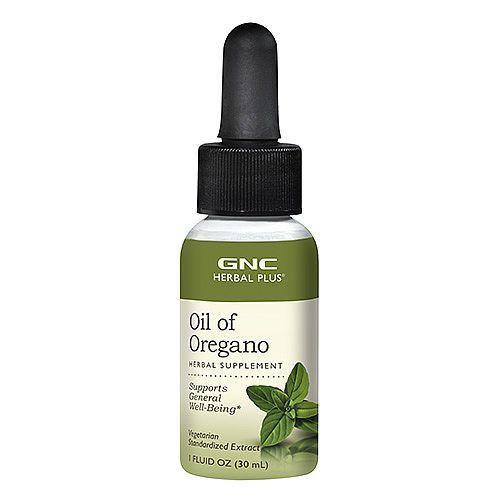 GNC
HERBAL PLUS®
Oil of
Oregano
HERBAL SUPPLEMENT
Supports
General
Well-Being*
Vegetarian
Standardized Extract
1 FLUID OZ (30 mL)